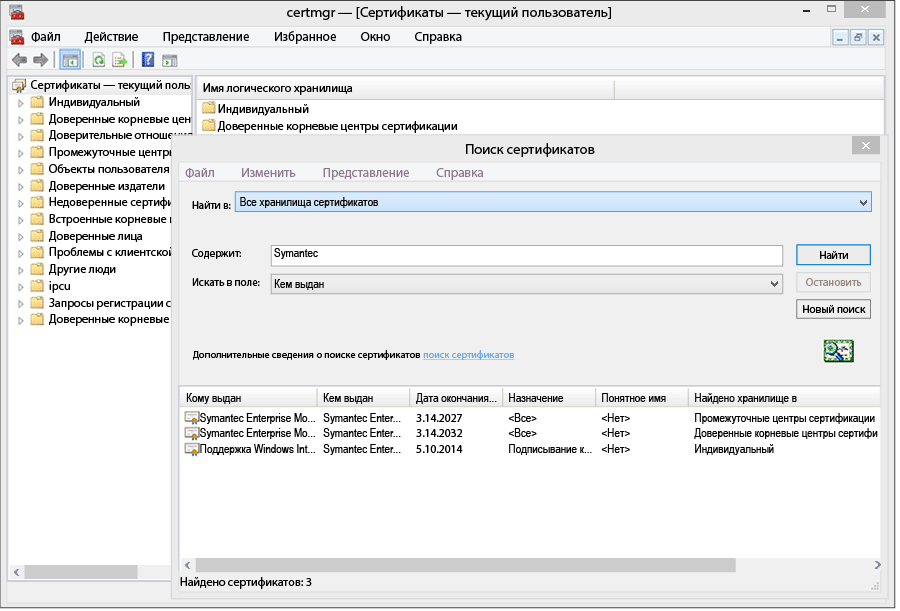 certmgr — [Сертификаты — текущий пользователь]
Файл Действие Представление Избранное Окно Справка
Сертификаты — текущий поль
Индивидуальный
Доверенные корневые цен
Доверительные отношения
Промежуточные центры
Объекты пользователя
Доверенные издатели
Недоверенные сертифи
Встроенные корневые
Доверенные лица
Проблемы с клиентской
Другие люди
ipcu
Запросы регистрации с
Доверенные корневые
Имя логического хранилища
Индивидуальный
Доверенные корневые центры сертификации
Поиск сертификатов
Файл Изменить Представление Справка
Найти в: Все хранилища сертификатов
Содержит: Symantec Найти
Искать в поле: Кем выдан Остановить
Новый поиск
Дополнительные сведения о поиске сертификатов поиск сертификатов
Кому выдан Кем выдан Дата окончания... Назначение Понятное имя Найдено хранилище в
Symantec Enterprise Mo... Symantec Enter... 3.14.2027 <Все> <Нет> Промежуточные центры сертификации
Symantec Enterprise Mo... Symantec Enter... 3.14.2032 <Все> <Нет> Доверенные корневые центры сертифи
Поддержка Windows Int... Symantec Enter... 5.10.2014 Подписывание к... <Нет> Индивидуальный
Найдено сертификатов: 3